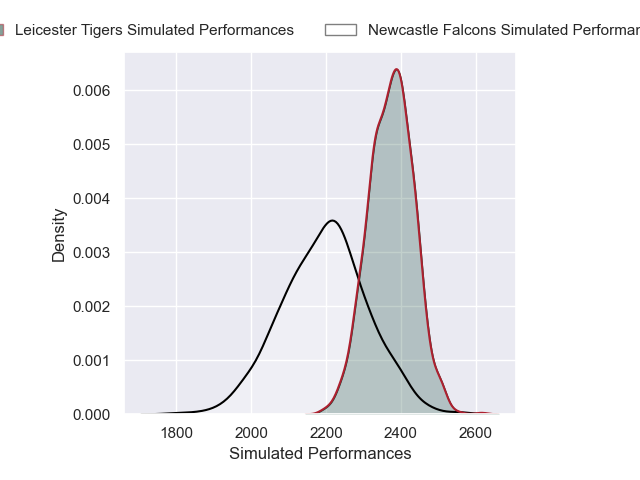 Leicester Tigers Simulated Performances Newcastle Falcons Simulated
0.006
0.005
0.004
0.003
0.002
0.001
0.000
Density
1800 2000 2200 2400 2600
Simulated Performances